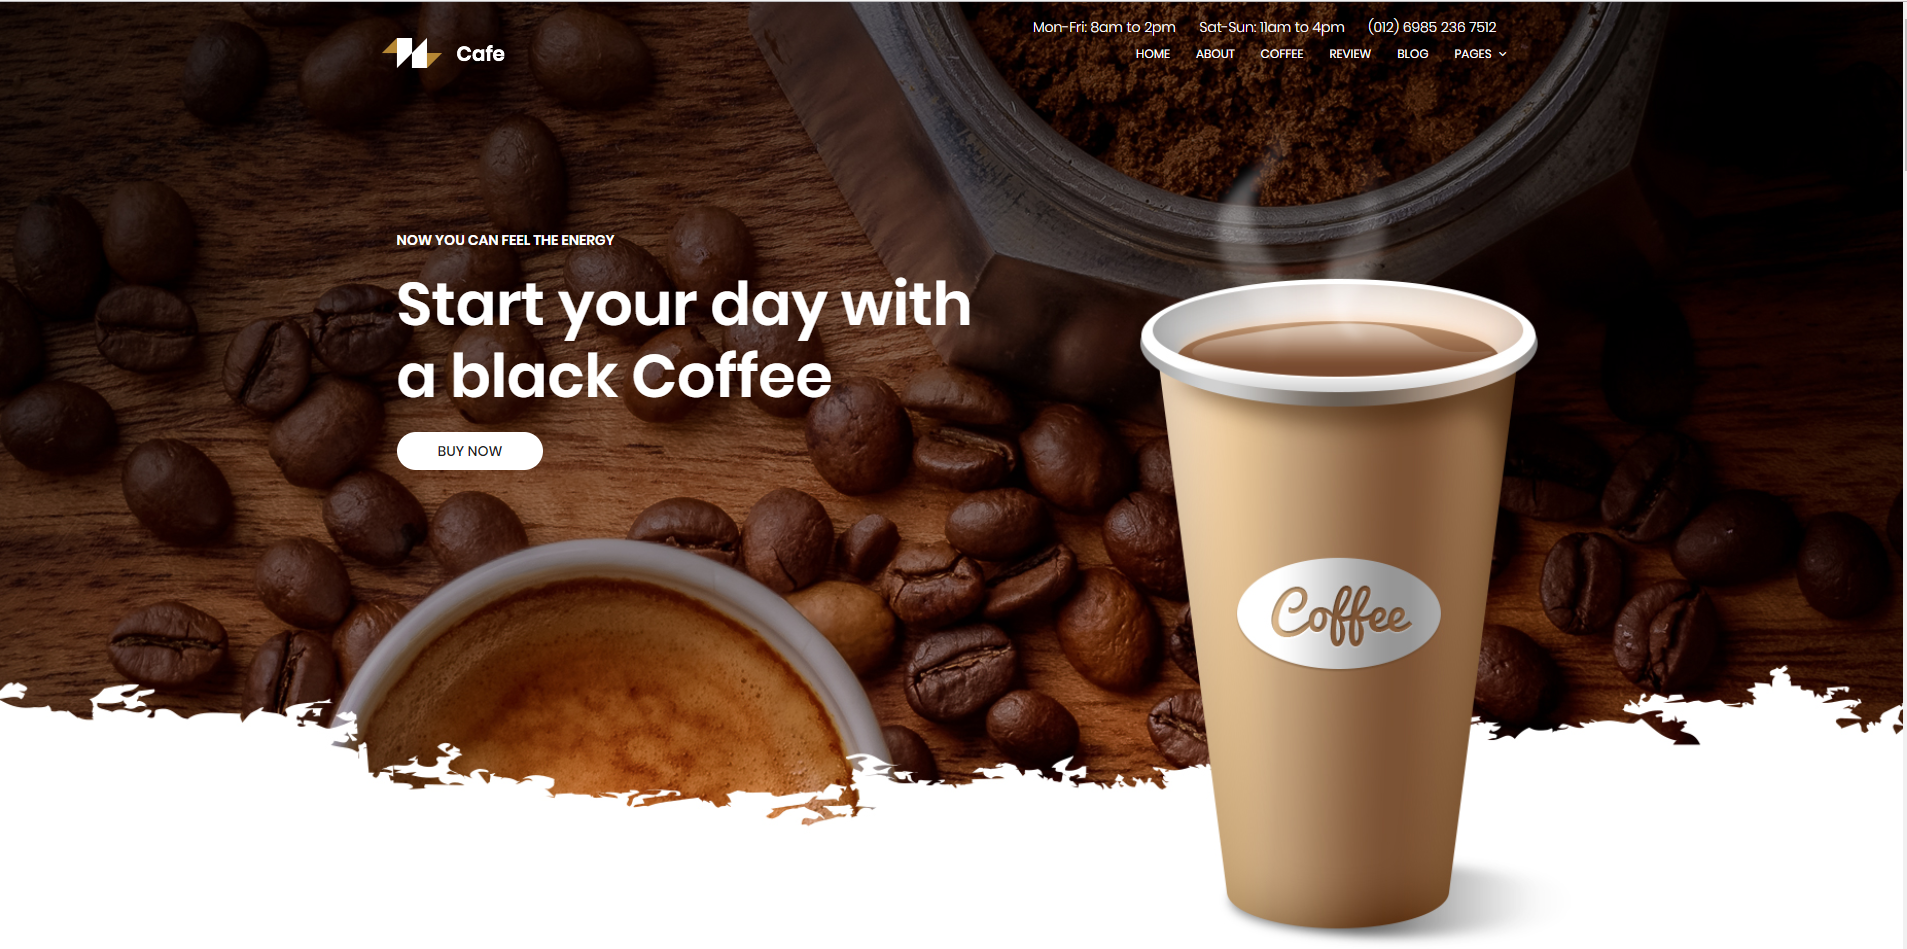 Mon-Fri: 8am to 2pm Sat-Sun: 11am to 4pm (012) 6985 236 7512
Cafe
HOME ABOUT COFFEE REVIEW BLOG PAGES
NOW YOU CAN FEEL THE ENERGY
Start your day with
a black Coffee
BUY NOW
Coffee